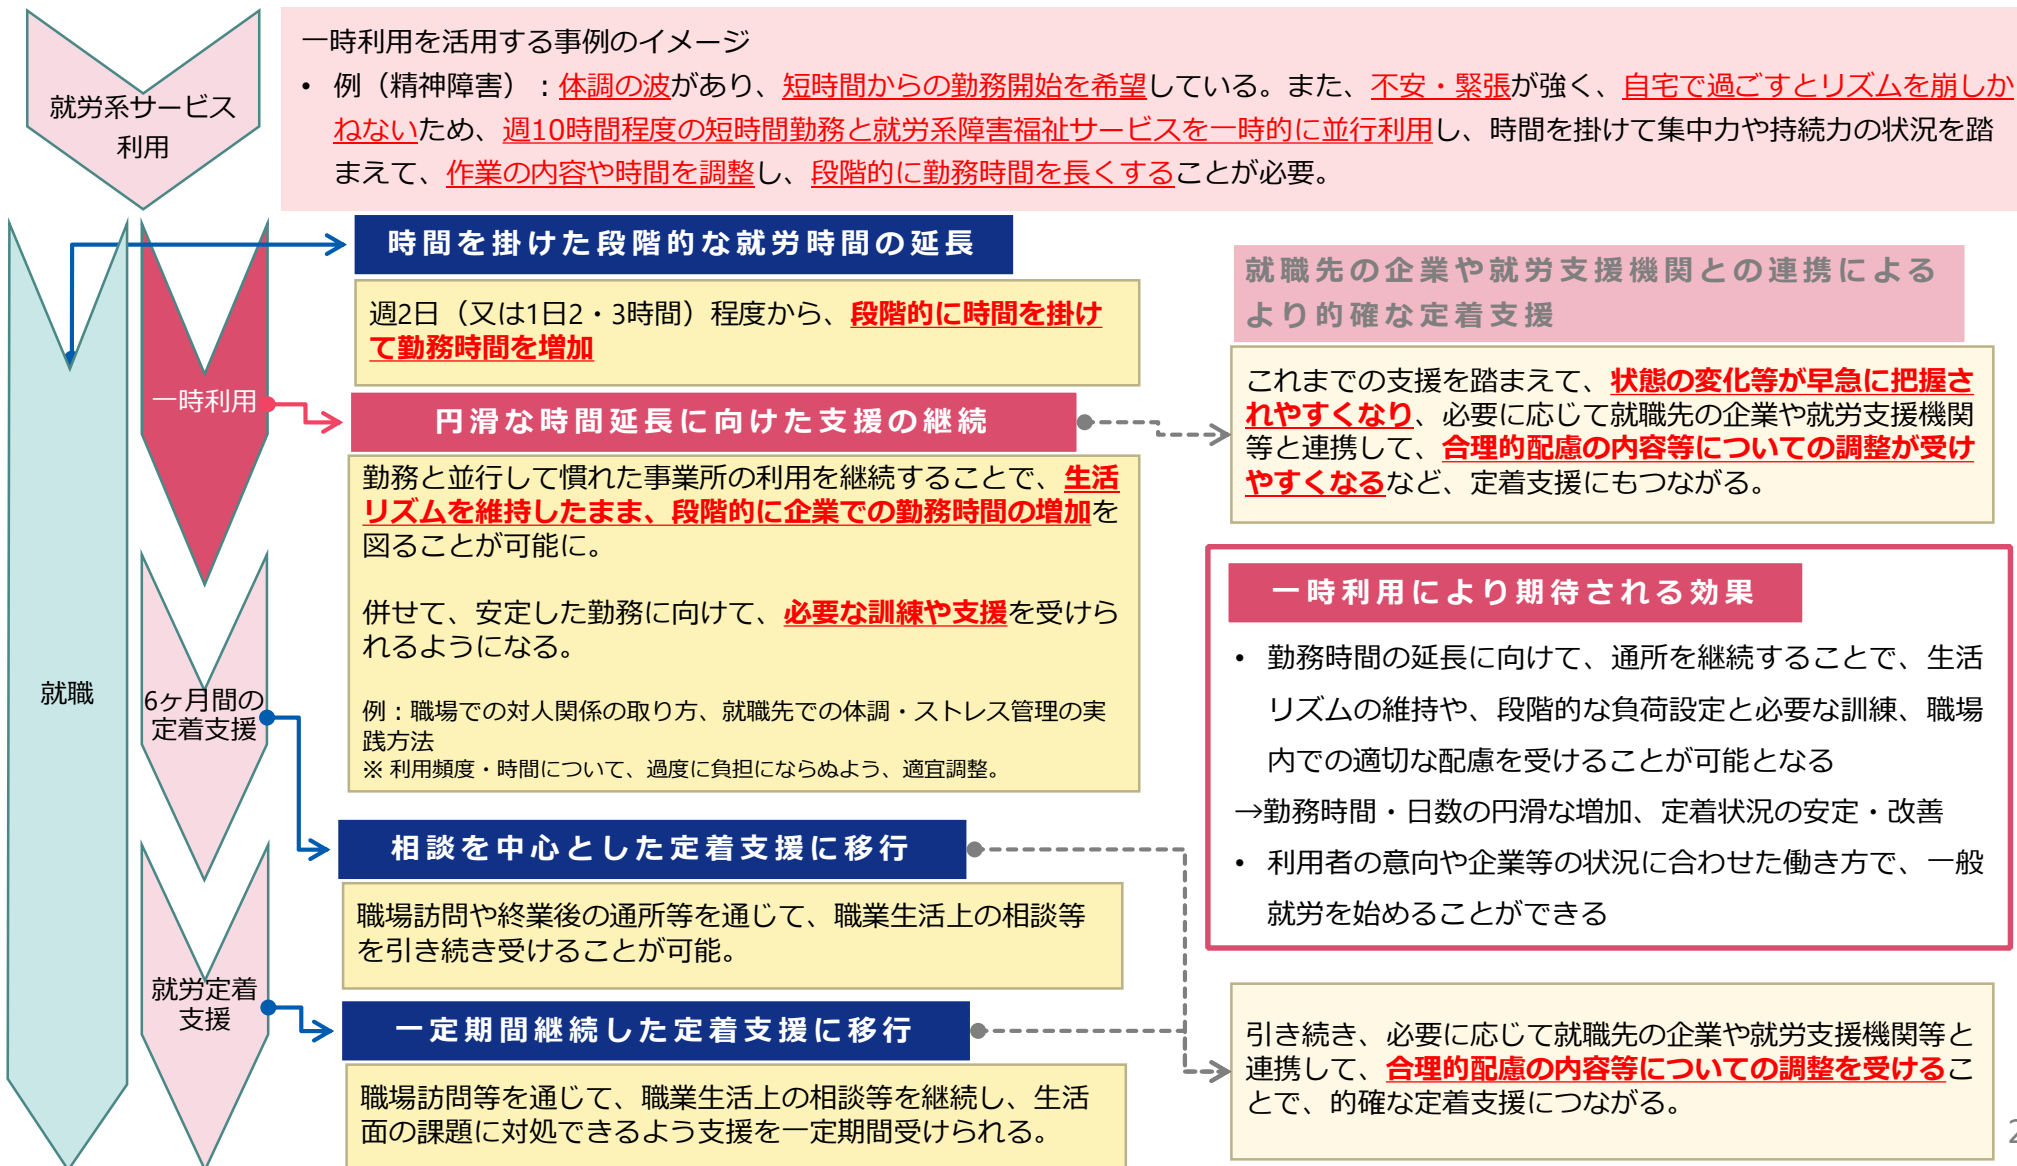 就労系サービス
利用
一時利用を活用する事例のイメージ
• 例（精神障害）：体調の波があり、短時間からの勤務開始を希望している。また、不安・緊張が強く、自宅で過ごすとリズムを崩しか
ねないため、週10時間程度の短時間勤務と就労系障害福祉サービスを一時的に並行利用し、時間を掛けて集中力や持続力の状況を踏
まえて、作業の内容や時間を調整し、段階的に勤務時間を長くすることが必要。
就職
一時利用
6ヶ月間の
定着支援
就労定着
支援
時間を掛けた段階的な就労時間の延長
週2日（又は1日2・3時間）程度から、段階的に時間を掛け
て勤務時間を増加
円滑な時間延長に向けた支援の継続
勤務と並行して慣れた事業所の利用を継続することで、生活
リズムを維持したまま、段階的に企業での勤務時間の増加を
図ることが可能に。
併せて、安定した勤務に向けて、必要な訓練や支援を受けら
れるようになる。
例：職場での対人関係の取り方、就職先での体調・ストレス管理の実
践方法
※ 利用頻度・時間について、過度に負担にならぬよう、適宜調整。
相談を中心とした定着支援に移行
職場訪問や終業後の通所等を通じて、職業生活上の相談等
を引き続き受けることが可能。
一定期間継続した定着支援に移行
職場訪問等を通じて、職業生活上の相談等を継続し、生活
面の課題に対処できるよう支援を一定期間受けられる。
就職先の企業や就労支援機関との連携による
より的確な定着支援
これまでの支援を踏まえて、状態の変化等が早急に把握さ
れやすくなり、必要に応じて就職先の企業や就労支援機関
等と連携して、合理的配慮の内容等についての調整が受け
やすくなるなど、定着支援にもつながる。
一時利用により期待される効果
• 勤務時間の延長に向けて、通所を継続することで、生活
リズムの維持や、段階的な負荷設定と必要な訓練、職場
内での適切な配慮を受けることが可能となる
→勤務時間・日数の円滑な増加、定着状況の安定・改善
• 利用者の意向や企業等の状況に合わせた働き方で、一般
就労を始めることができる
引き続き、必要に応じて就職先の企業や就労支援機関等と
連携して、合理的配慮の内容等についての調整を受けるこ
とで、的確な定着支援につながる。